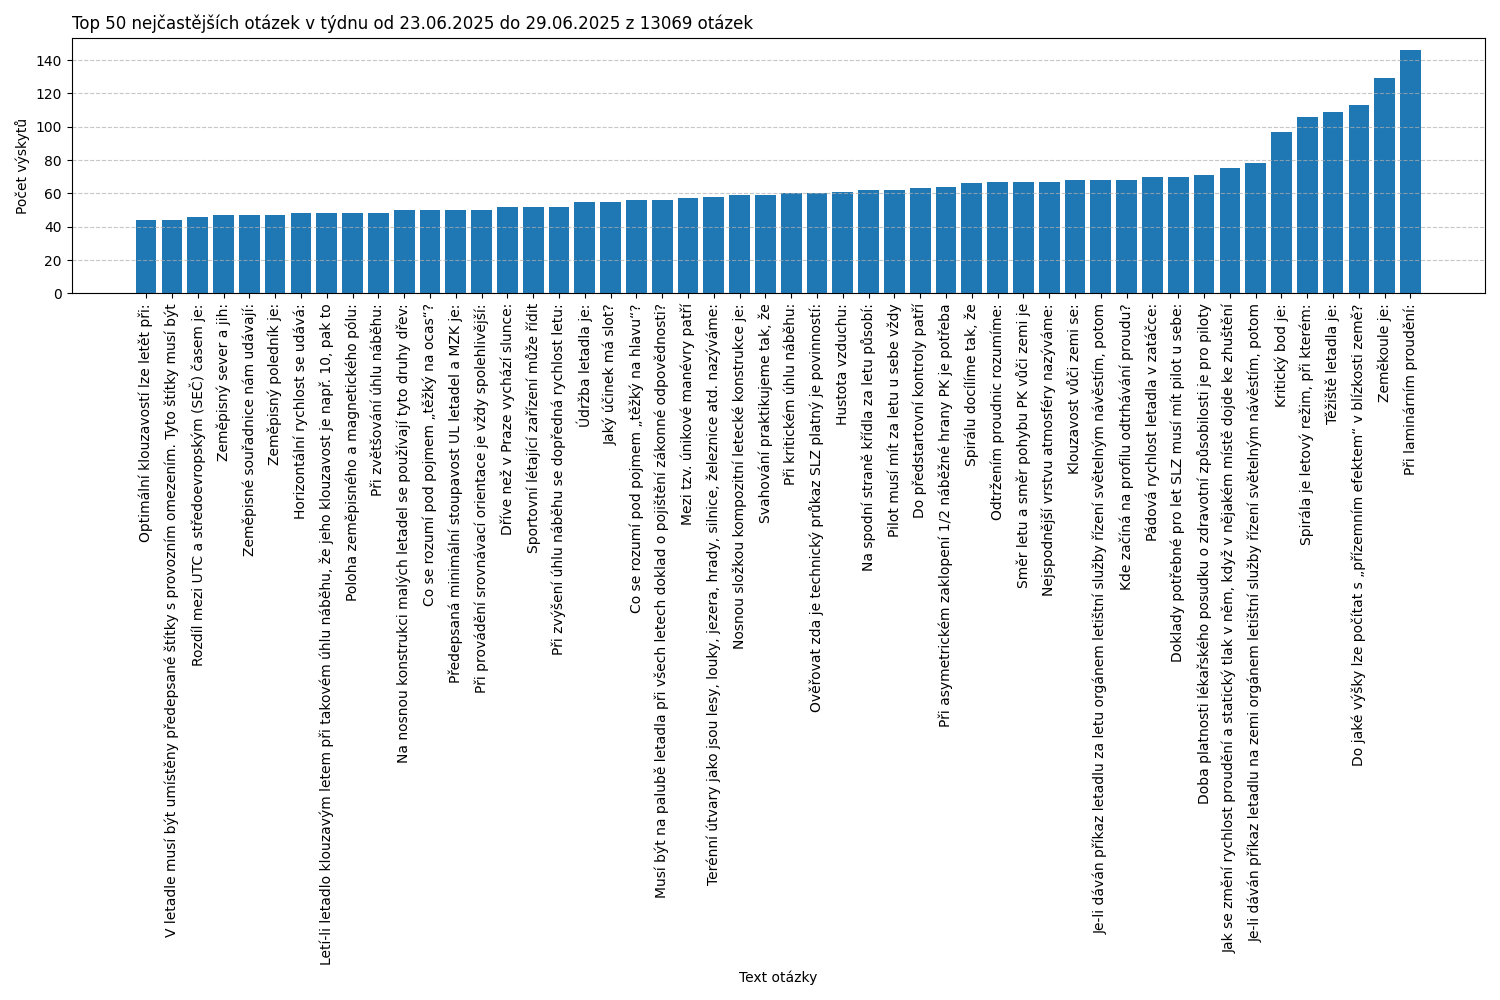 Top 50 nejčastějších otázek v týdnu od 23.06.2025 do 29.06.2025 z 13069 otázek
Počet výskytů
140
120
100
80
60
40
20
0
Optimální klouzavostí lze letět při:
V letadle musí být umístěny předepsané štítky s provozním omezením. Tyto štítky musí být
Rozdíl mezi UTC a středoevropským (SEČ) časem je:
Zeměpisný sever a jih:
Zeměpisné souřadnice nám udávají:
Zeměpisný poledník je:
Horizontální rychlost se udává:
Letí-li letadlo klouzavým letem při takovém úhlu náběhu, že jeho klouzavost je např. 10, pak to
Poloha zeměpisného a magnetického pólu:
Při zvětšování úhlu náběhu:
Na nosnou konstrukci malých letadel se používají tyto druhy dřev:
Co se rozumí pod pojmem „těžký na ocas“?
Předepsaná minimální stoupavost UL letadel a MZK je:
Při provádění srovnávací orientace je vždy spolehlivější:
Dříve než v Praze vychází slunce:
Sportovní létající zařízení může řídit
Při zvýšení úhlu náběhu se dopředná rychlost letu:
Údržba letadla je:
Jaký účinek má slot?
Co se rozumí pod pojmem „těžký na hlavu“?
Musí být na palubě letadla při všech letech doklad o pojištění zákonné odpovědnosti?
Mezi tzv. únikové manévry patří
Terénní útvary jako jsou lesy, louky, jezera, hrady, silnice, železnice atd. nazýváme:
Nosnou složkou kompozitní letecké konstrukce je:
Svahování praktikujeme tak, že
Při kritickém úhlu náběhu:
Ověřovat zda je technický průkaz SLZ platný je povinností:
Hustota vzduchu:
Na spodní straně křídla za letu působí:
Pilot musí mít za letu u sebe vždy
Do předstartovní kontroly patří
Při asymetrickém zaklopení 1/2 náběžné hrany PK je potřeba
Spirálu docílíme tak, že
Odtržením proudnic rozumíme:
Směr letu a směr pohybu PK vůči zemi je
Nejspodnější vrstvu atmosféry nazýváme:
Klouzavost vůči zemi se:
Je-li dáván příkaz letadlu za letu orgánem letištní služby řízení světelným návěstím, potom
Kde začíná na profilu odtrhávání proudu?
Pádová rychlost letadla v zatáčce:
Doklady potřebné pro let SLZ musí mít pilot u sebe:
Doba platnosti lékařského posudku o zdravotní způsobilosti je pro piloty
Jak se změní rychlost proudění a statický tlak v něm, když v nějakém místě dojde ke zhuštění
Je-li dáván příkaz letadlu na zemi orgánem letištní služby řízení světelným návěstím, potom
Kritický bod je:
Spirála je letový režim, při kterém:
Těžiště letadla je:
Do jaké výšky lze počítat s „přízemním efektem“ v blízkosti země?
Zeměkoule je:
Při laminárním proudění:
Text otázky